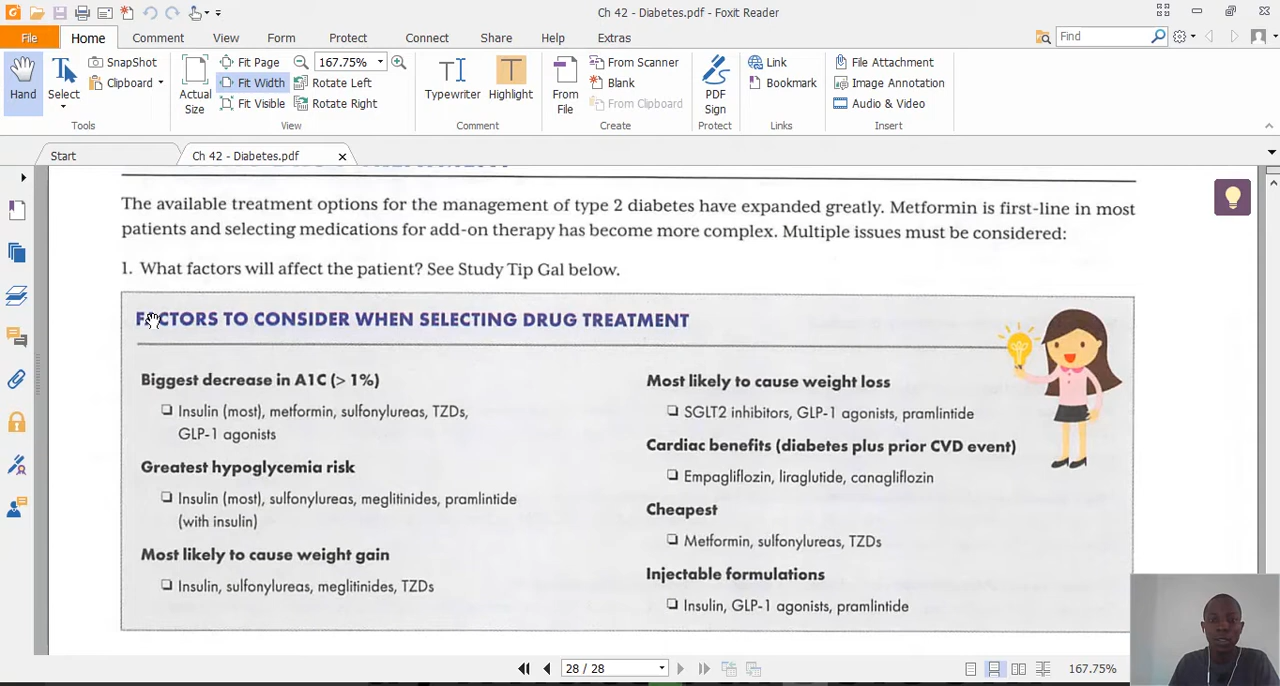 Ch 42 - Diabetes.pdf - Foxit Reader
File Home Comment View Form Protect Connect Share Help Extras Find
Hand
Select
SnapShot
Clipboard
Tools
Actual Size
Fit Page
Fit Width
Fit Visible
167.75%
Rotate Left
Rotate Right
View
Typewriter
Highlight
Comment
From File
From Scanner
Blank
From Clipboard
Create
PDF Sign
Protect
Link
Bookmark
Links
File Attachment
Image Annotation
Audio & Video
Insert
Start
Ch 42 - Diabetes.pdf
The available treatment options for the management of type 2 diabetes have expanded greatly. Metformin is first-line in most
patients and selecting medications for add-on therapy has become more complex. Multiple issues must be considered:
1. What factors will affect the patient? See Study Tip Gal below.
FACTORS TO CONSIDER WHEN SELECTING DRUG TREATMENT
Biggest decrease in A1C (> 1%)
Insulin (most), metformin, sulfonylureas, TZDs,
GLP-1 agonists
Greatest hypoglycemia risk
Insulin (most), sulfonylureas, meglitinides, pramlintide
(with insulin)
Most likely to cause weight gain
Insulin, sulfonylureas, meglitinides, TZDs
Most likely to cause weight loss
SGLT2 inhibitors, GLP-1 agonists, pramlintide
Cardiac benefits (diabetes plus prior CVD event)
Empagliflozin, liraglutide, canagliflozin
Cheapest
Metformin, sulfonylureas, TZDs
Injectable formulations
Insulin, GLP-1 agonists, pramlintide
28 / 28
167.75%